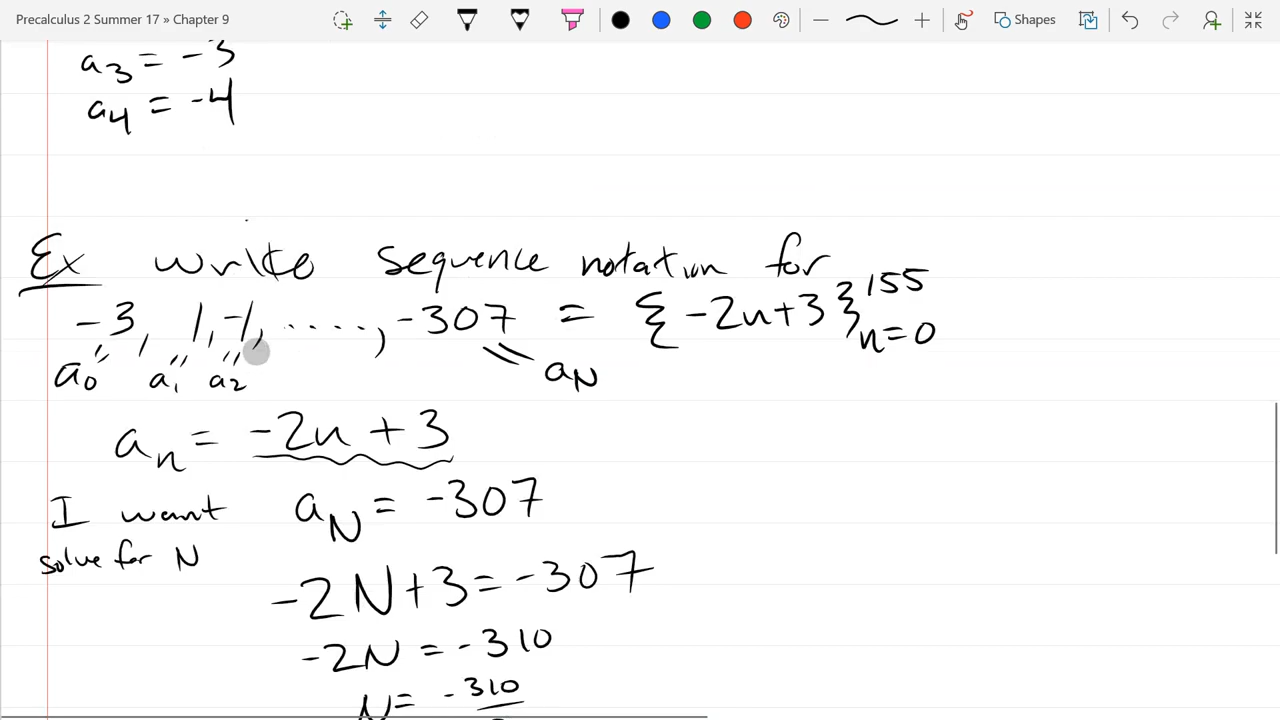 Precalculus 2 Summer 17 » Chapter 9
Shapes
a3 = -3
a4 = -4
Ex write sequence notation for
-3, 1, -1, ....., -307 = { -2n+3 }155 n=0
a0 a1 a2 aN
an = -2n + 3
I want aN = -307
solve for N
-2N+3 = -307
-2N = -310
N = -310